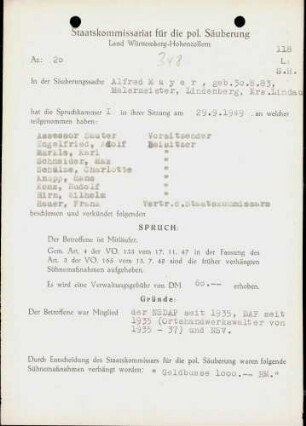 Staatskommissariat für die pol. Säuberung
Land Württemberg-Hohenzollern
118
Az: 20
L:
In der Säuberungssache Alfred Mayer, geb.30.8.83,
Malermeister, Lindenberg, Krs.Lindau
hat die Spruchkammer I in ihrer Sitzung am 29.9.1949 an welcher
teilgenommen haben:
Assessor Sauter Vorsitzender
Engelfried, Adolf Beisitzer
Märkle, Karl "
Schneider, Max "
Schulze, Charlotte "
Knapp, Hans "
Kenz, Rudolf "
Hirn, Wilhelm "
Hauer, Franz Vertr.d.Staatskommissars
beschlossen und verkündet folgenden
SPRUCH:
Der Betroffene ist Mitläufer.
Gem. Art. 4 der VO. 133 vom 17. 11. 47 in der Fassung des
Art. 3 der VO. 165 vom 13. 7. 48 sind die früher verhängten
Sühnemaßnahmen aufgehoben.
Es wird eine Verwaltungsgebühr von DM 60.-- erhoben.
Gründe:
Der Betroffene war Mitglied der NSDAP seit 1935, DAF seit
1935 (Ortshandwerkswalter von
1935 - 37) und NSV.
Durch Entscheidung des Staatskommissars für die pol. Säuberung waren folgende
Sühnemaßnahmen verhängt worden: " Geldbusse 1000.-- RM."